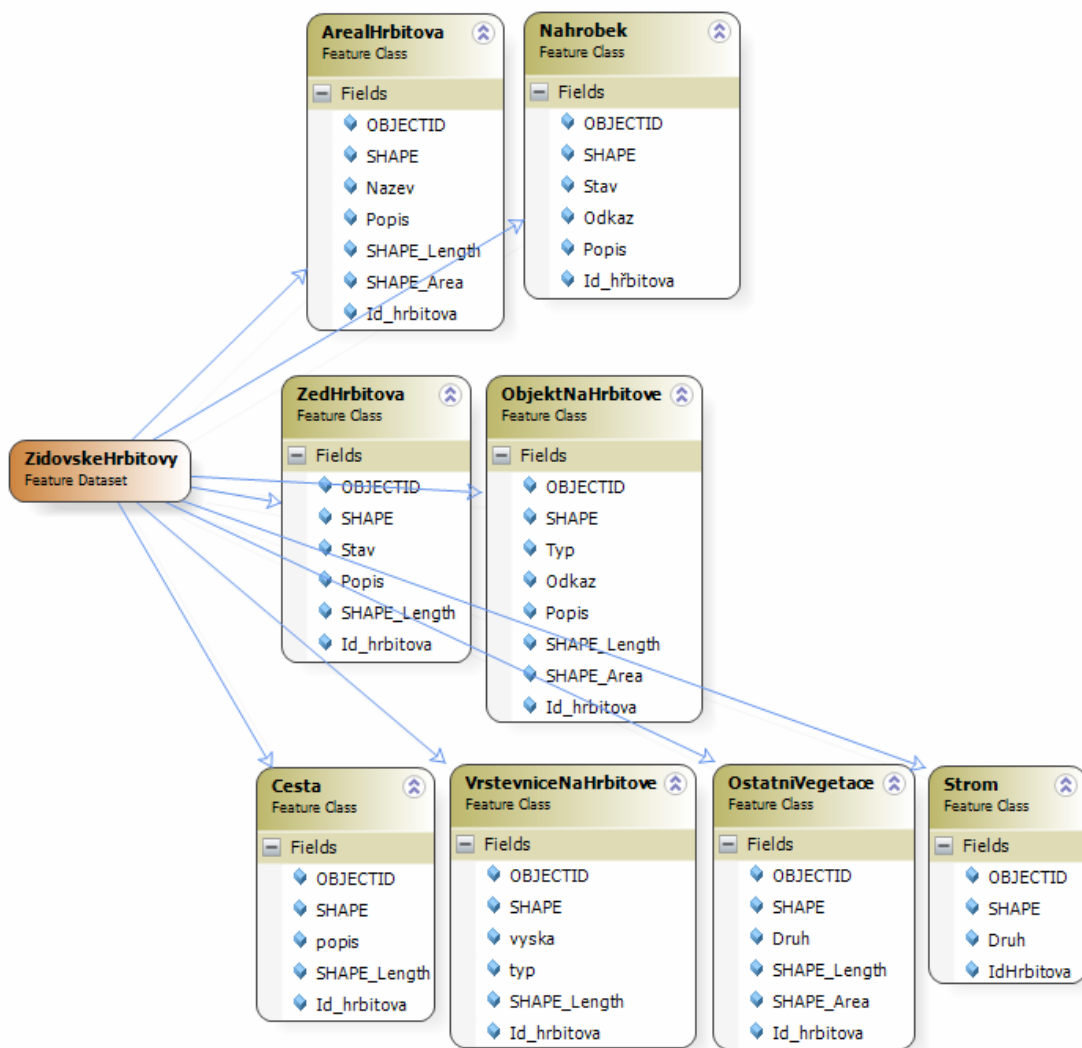 ArealHrbitova
Feature Class
Fields
OBJECTID
SHAPE
Nazev
Popis
SHAPE_Length
SHAPE_Area
Id_hrbitova
Nahrobek
Feature Class
Fields
OBJECTID
SHAPE
Stav
Odkaz
Popis
Id_hřbitova
ZidovskeHrbitovy
Feature Dataset
ZedHrbitova
Feature Class
Fields
OBJECTID
SHAPE
Stav
Popis
SHAPE_Length
Id_hrbitova
ObjektNaHrbitove
Feature Class
Fields
OBJECTID
SHAPE
Typ
Odkaz
Popis
SHAPE_Length
SHAPE_Area
Id_hrbitova
Cesta
Feature Class
Fields
OBJECTID
SHAPE
popis
SHAPE_Length
Id_hrbitova
VrstevniceNaHrbitove
Feature Class
Fields
OBJECTID
SHAPE
vyska
typ
SHAPE_Length
Id_hrbitova
OstatniVegetace
Feature Class
Fields
OBJECTID
SHAPE
Druh
SHAPE_Length
SHAPE_Area
Id_hrbitova
Strom
Feature Class
Fields
OBJECTID
SHAPE
Druh
IdHrbitova